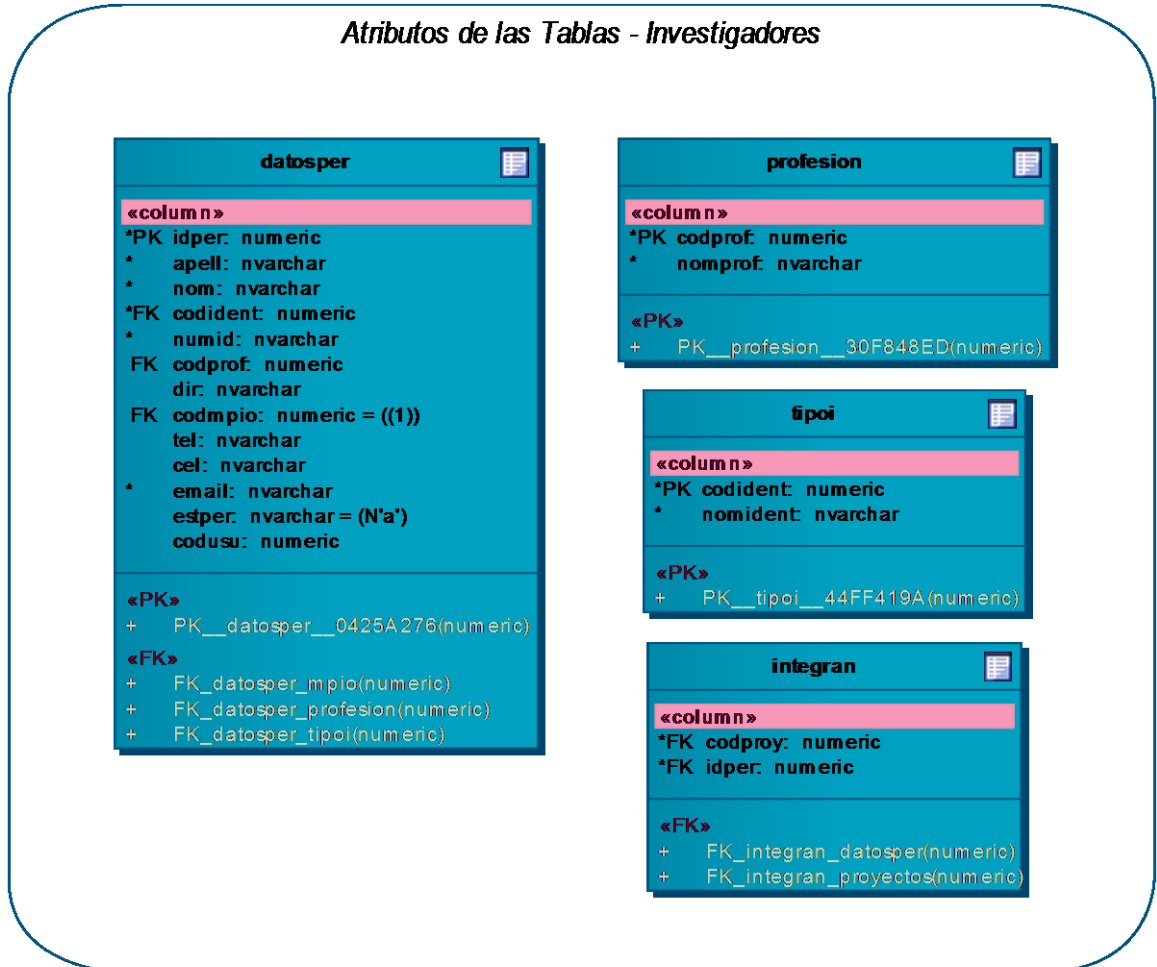 Atributos de las Tablas - Investigadores
datosper
«column»
*PK idper: numeric
* apell: nvarchar
* nom: nvarchar
*FK codident: numeric
* numid: nvarchar
FK codprof: numeric
dir: nvarchar
FK codmpio: numeric = ((1))
tel: nvarchar
cel: nvarchar
* email: nvarchar
estper: nvarchar = (N'a')
codusu: numeric
«PK»
+ PK__datosper__0425A276(numeric)
«FK»
+ FK_datosper_mpio(numeric)
+ FK_datosper_profesion(numeric)
+ FK_datosper_tipoi(numeric)
profesion
«column»
*PK codprof: numeric
* nomprof: nvarchar
«PK»
+ PK__profesion__30F848ED(numeric)
tipoi
«column»
*PK codident: numeric
* nomident: nvarchar
«PK»
+ PK__tipoi__44FF419A(numeric)
integran
«column»
*FK codproy: numeric
*FK idper: numeric
«FK»
+ FK_integran_datosper(numeric)
+ FK_integran_proyectos(numeric)